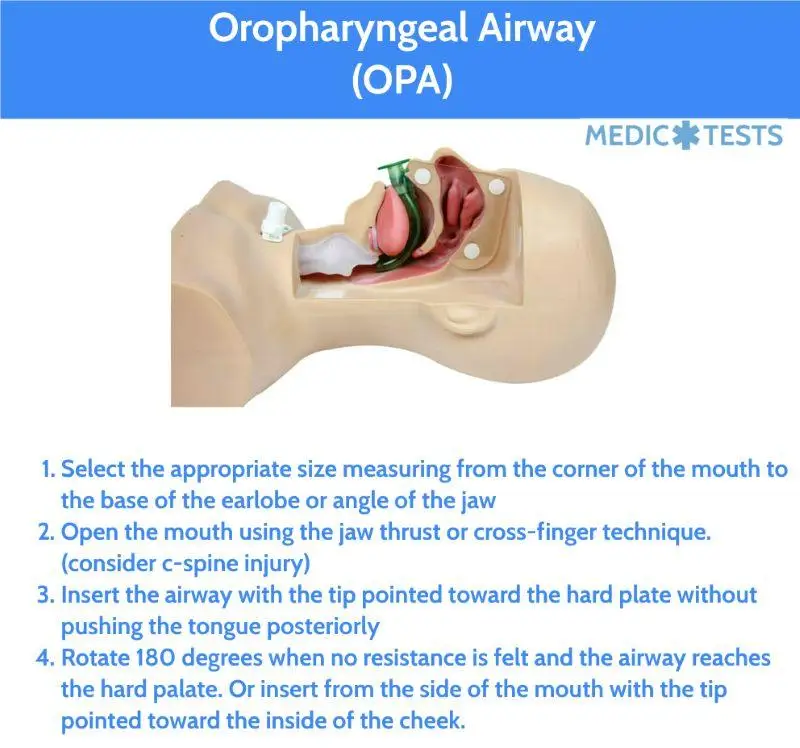 Oropharyngeal Airway
(OPA)
MEDIC TESTS
1. Select the appropriate size measuring from the corner of the mouth to
the base of the earlobe or angle of the jaw
2. Open the mouth using the jaw thrust or cross-finger technique.
(consider c-spine injury)
3. Insert the airway with the tip pointed toward the hard plate without
pushing the tongue posteriorly
4. Rotate 180 degrees when no resistance is felt and the airway reaches
the hard palate. Or insert from the side of the mouth with the tip
pointed toward the inside of the cheek.